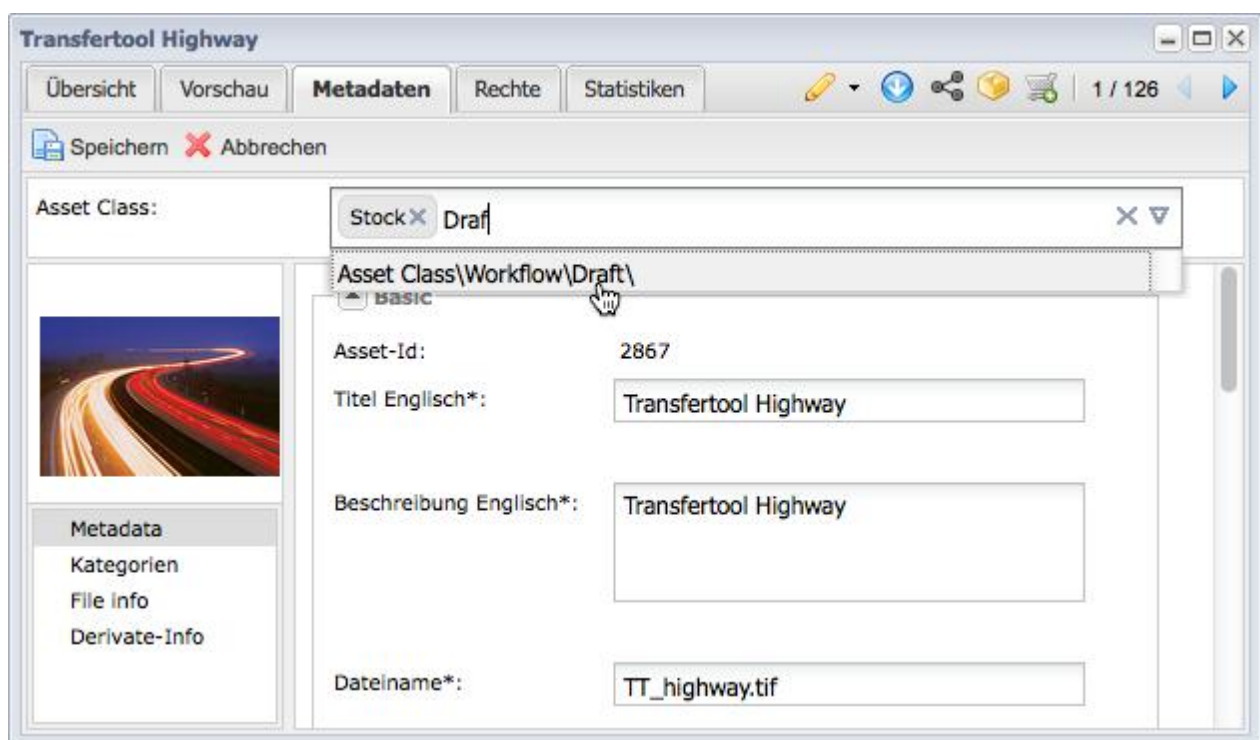 Transfertool Highway
Übersicht Vorschau Metadaten Rechte Statistiken 1 / 126
Speichern Abbrechen
Asset Class: Stock Draf
Asset Class\Workflow\Draft\
Basic
Asset-Id: 2867
Titel Englisch*: Transfertool Highway
Beschreibung Englisch*: Transfertool Highway
Metadata
Kategorien
File info
Derivate-Info
Dateiname*: TT_highway.tif